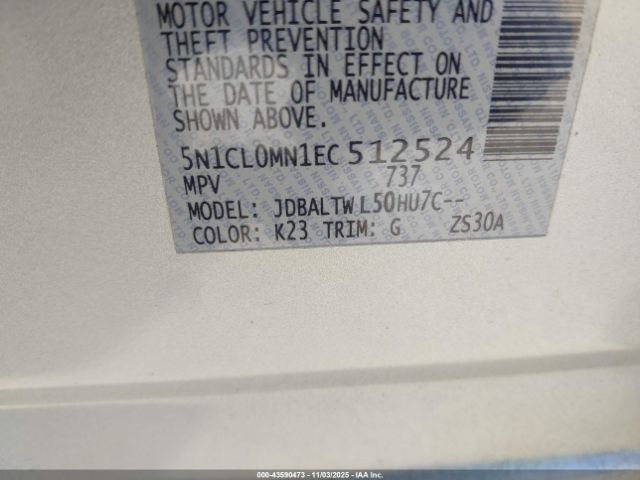 MOTOR VEHICLE SAFETY AND
THEFT PREVENTION
STANDARDS IN EFFECT ON
THE DATE OF MANUFACTURE
SHOWN ABOVE.
5N1CL0MN1EC512524
MPV 737
MODEL: JDBALTWL50HU7C--
COLOR: K23 TRIM: G ZS30A
000-43590473 - 11/03/2025 - IAA Inc.